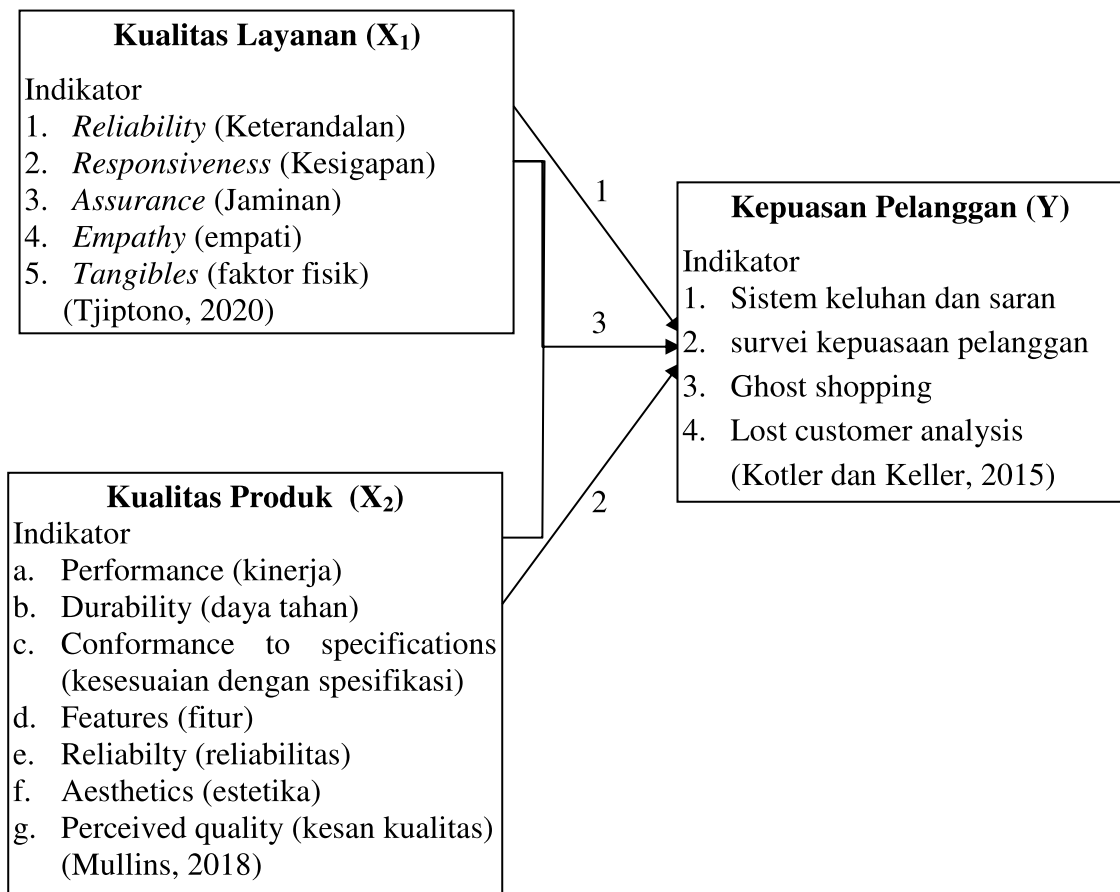 Kualitas Layanan (X₁)
Indikator
1. Reliability (Keterandalan)
2. Responsiveness (Kesigapan)
3. Assurance (Jaminan)
4. Empathy (empati)
5. Tangibles (faktor fisik)
(Tjiptono, 2020)
1
3
2
Kepuasan Pelanggan (Y)
Indikator
1. Sistem keluhan dan saran
2. survei kepuasaan pelanggan
3. Ghost shopping
4. Lost customer analysis
(Kotler dan Keller, 2015)
Kualitas Produk (X₂)
Indikator
a. Performance (kinerja)
b. Durability (daya tahan)
c. Conformance to specifications
(kesesuaian dengan spesifikasi)
d. Features (fitur)
e. Reliabilty (reliabilitas)
f. Aesthetics (estetika)
g. Perceived quality (kesan kualitas)
(Mullins, 2018)